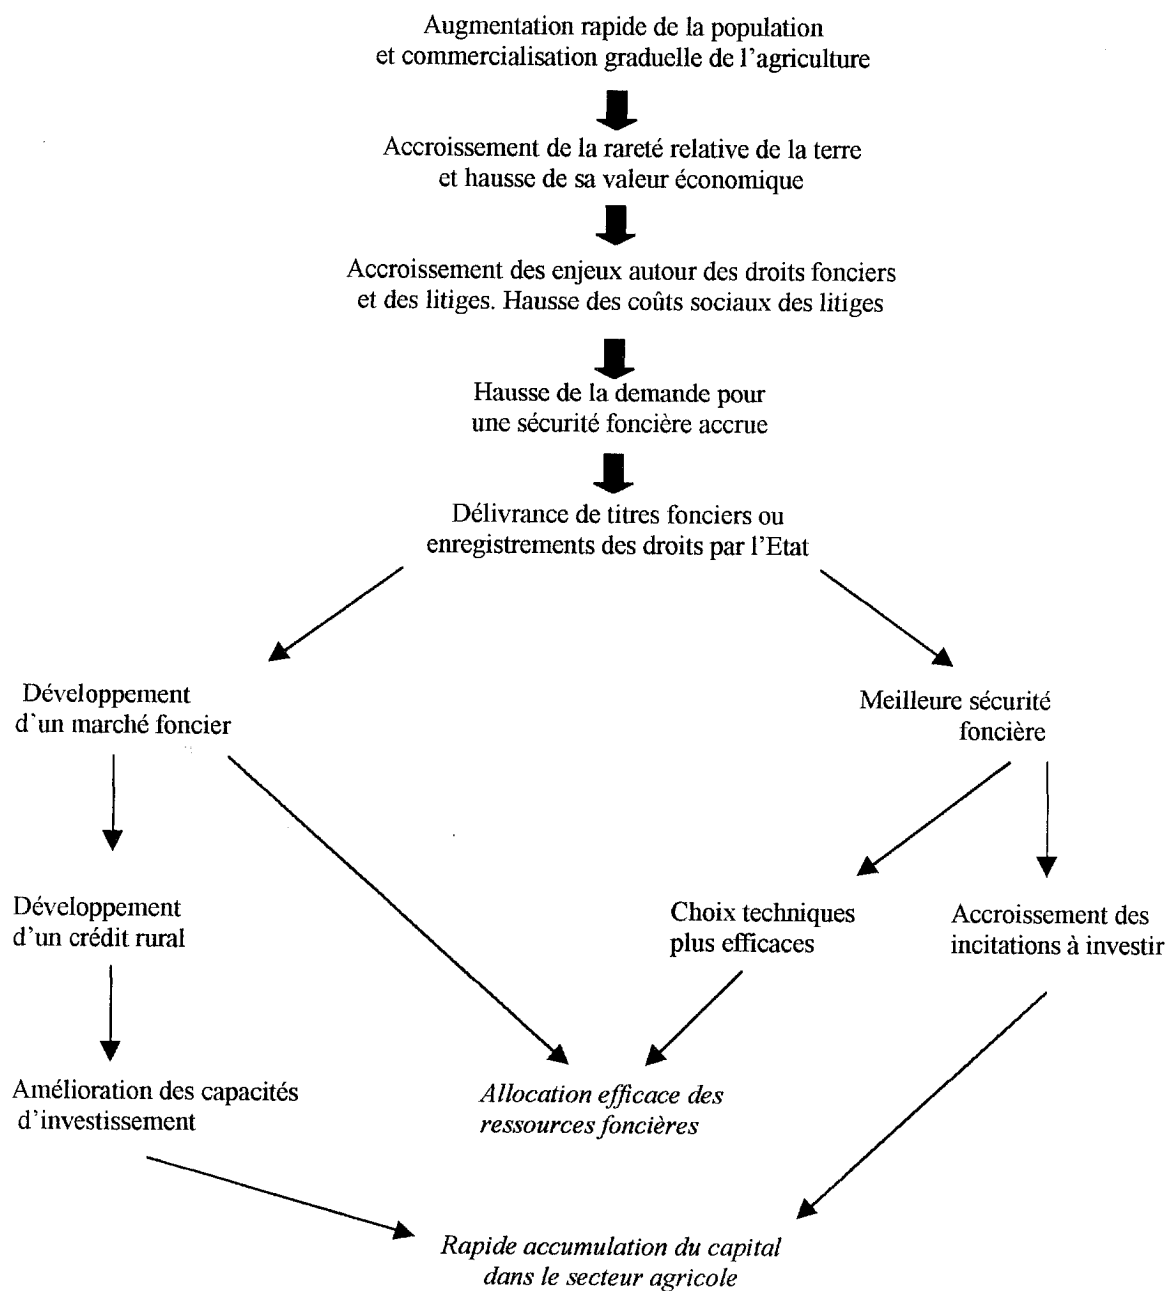 Augmentation rapide de la population
et commercialisation graduelle de l'agriculture
Accroissement de la rareté relative de la terre
et hausse de sa valeur économique
Accroissement des enjeux autour des droits fonciers
et des litiges. Hausse des coûts sociaux des litiges
Hausse de la demande pour
une sécurité foncière accrue
Délivrance de titres fonciers ou
enregistrements des droits par l'Etat
Développement
d'un marché foncier
Meilleure sécurité
foncière
Développement
d'un crédit rural
Choix techniques
plus efficaces
Accroissement des
incitations à investir
Amélioration des capacités
d'investissement
Allocation efficace des
ressources foncières
Rapide accumulation du capital
dans le secteur agricole